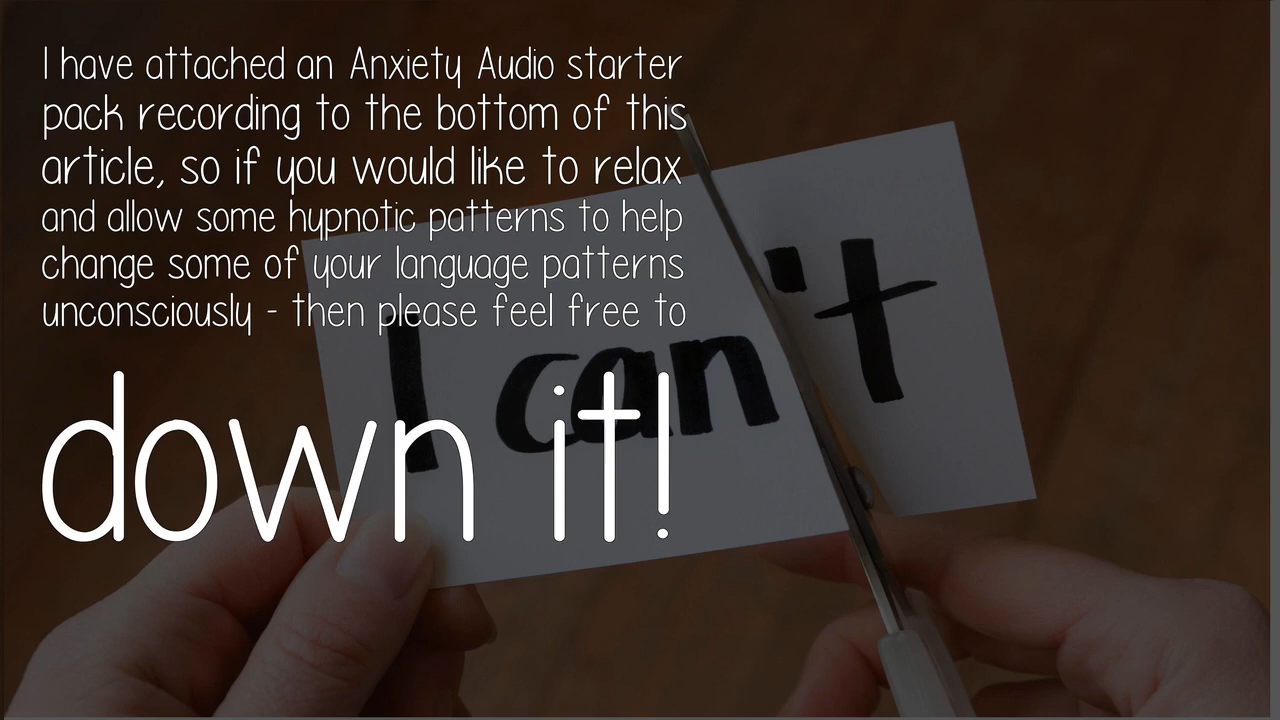 I have attached an Anxiety Audio starter
pack recording to the bottom of this
article, so if you would like to relax
and allow some hypnotic patterns to help
change some of your language patterns
unconsciously - then please feel free to
down it!
I can't